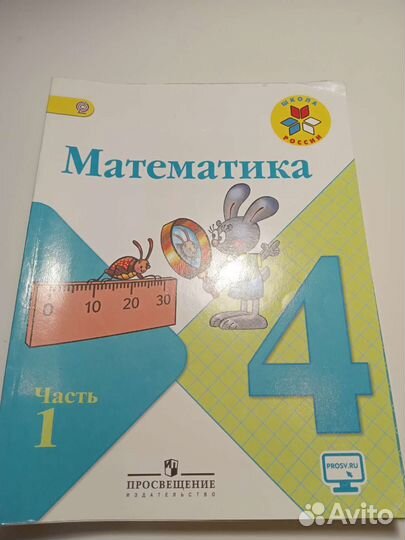 ШКОЛА
РОССИИ
Математика
0 10 20 30
4
Часть
1
PROSV.RU
ПРОСВЕЩЕНИЕ
ИЗДАТЕЛЬСТВО
Avito